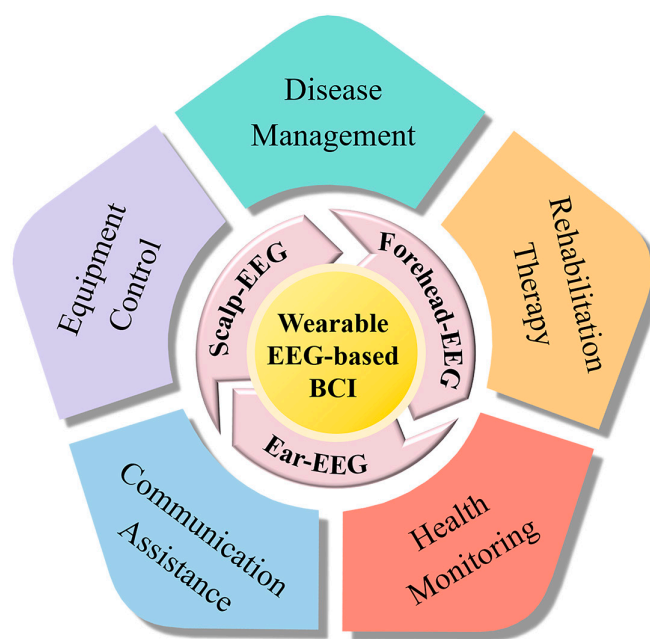 Disease
Management
Rehabilitation
Therapy
Health
Monitoring
Communication
Assistance
Equipment
Control
Scalp-EEG
Forehead-EEG
Ear-EEG
Wearable
EEG-based
BCI